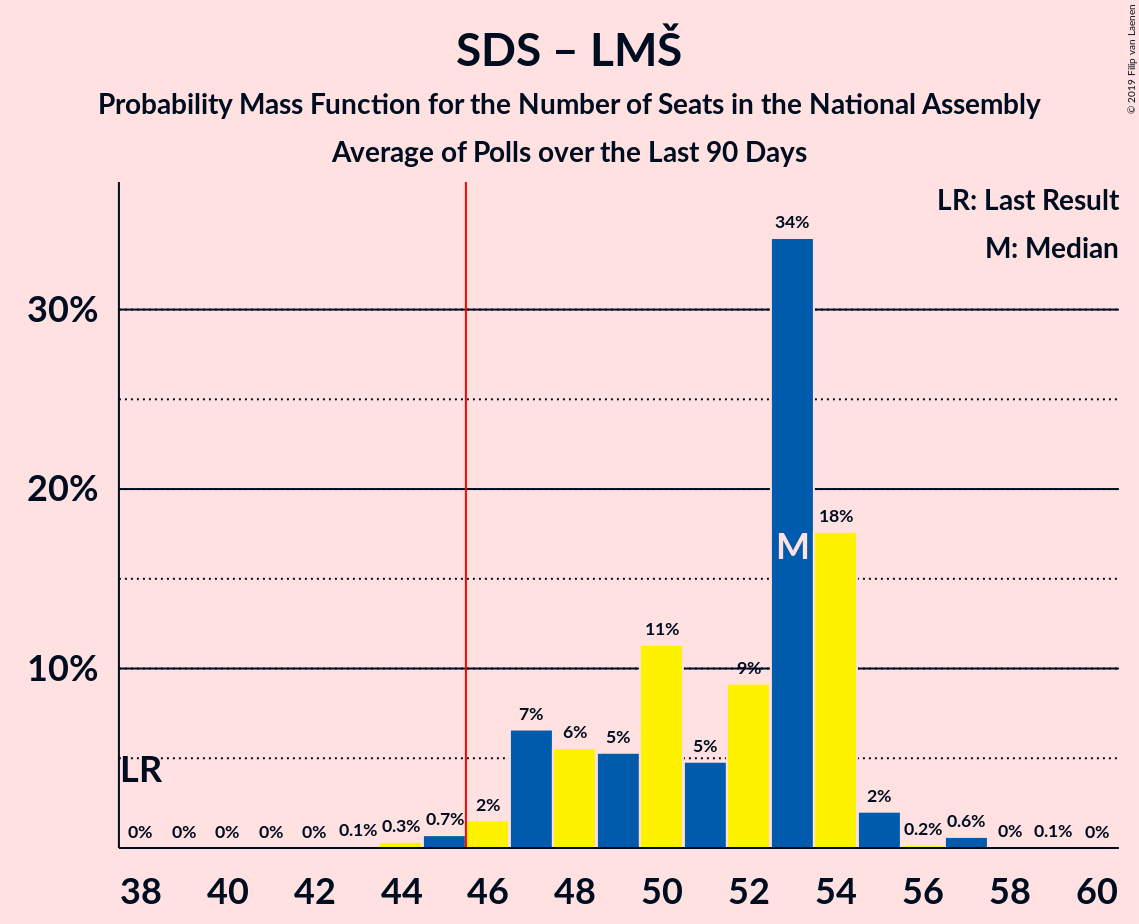 SDS – LMŠ
Probability Mass Function for the Number of Seats in the National Assembly
Average of Polls over the Last 90 Days
© 2019 Filip van Laenen
LR: Last Result
M: Median
30%
20%
10%
34%
18%
M
11%
9%
7%
6%
5%
5%
LR
0%
0%
0%
0%
0%
0.1%
0.3%
0.7%
2%
2%
0.2%
0.6%
0%
0.1%
0%
38 40 42 44 46 48 50 52 54 56 58 60